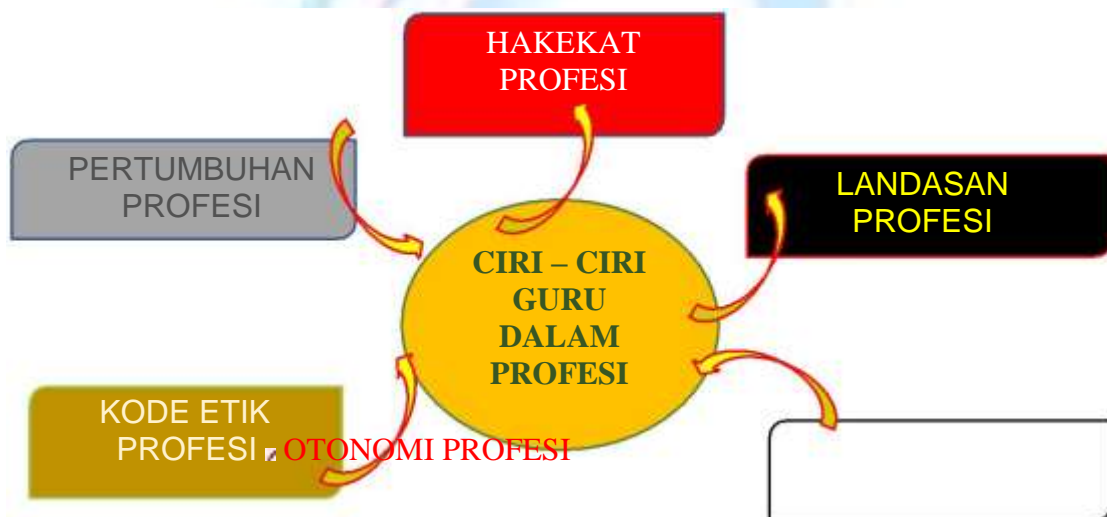 HAKEKAT
PROFESI
PERTUMBUHAN
PROFESI
LANDASAN
PROFESI
CIRI – CIRI
GURU
DALAM
PROFESI
KODE ETIK
PROFESI
OTONOMI PROFESI